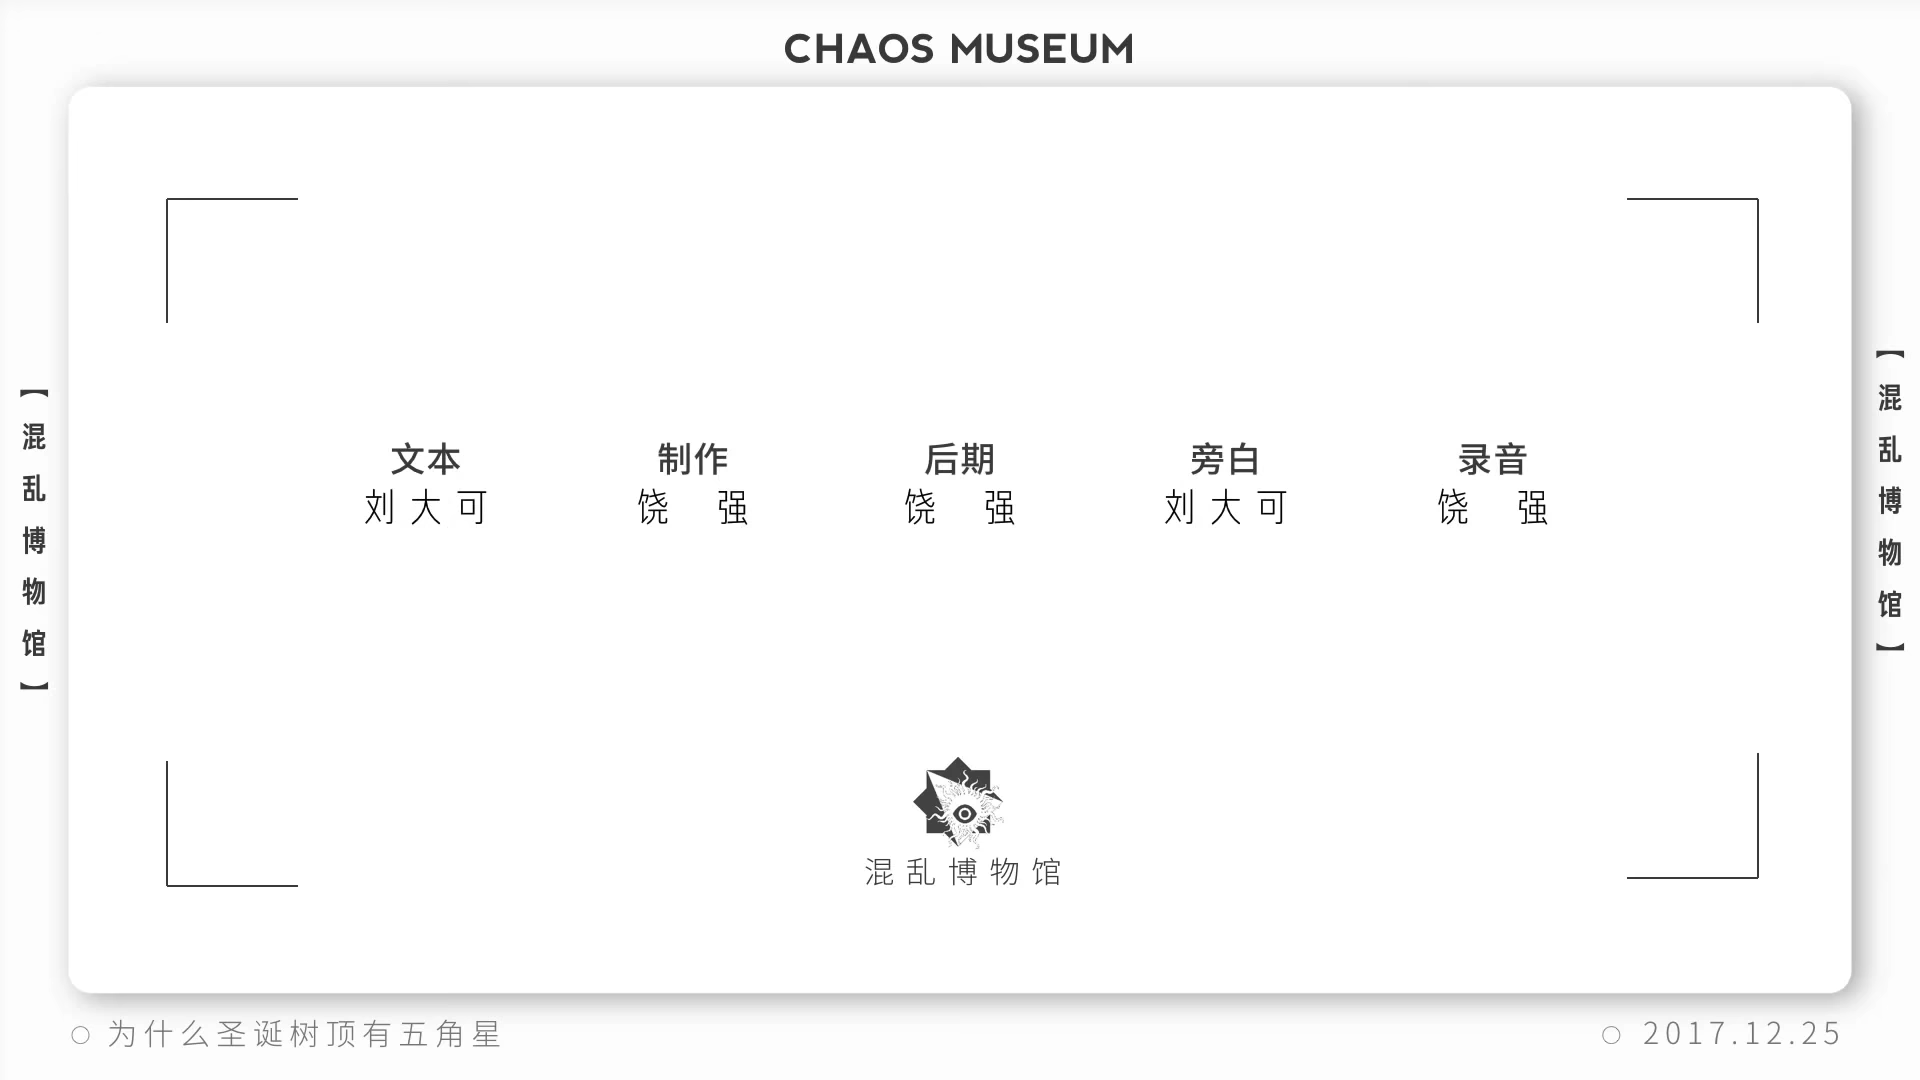 CHAOS MUSEUM
【混乱博物馆】
【混乱博物馆】
文本 制作 后期 旁白 录音
刘大可 饶强 饶强 刘大可 饶强
混乱博物馆
为什么圣诞树顶有五角星
2017.12.25